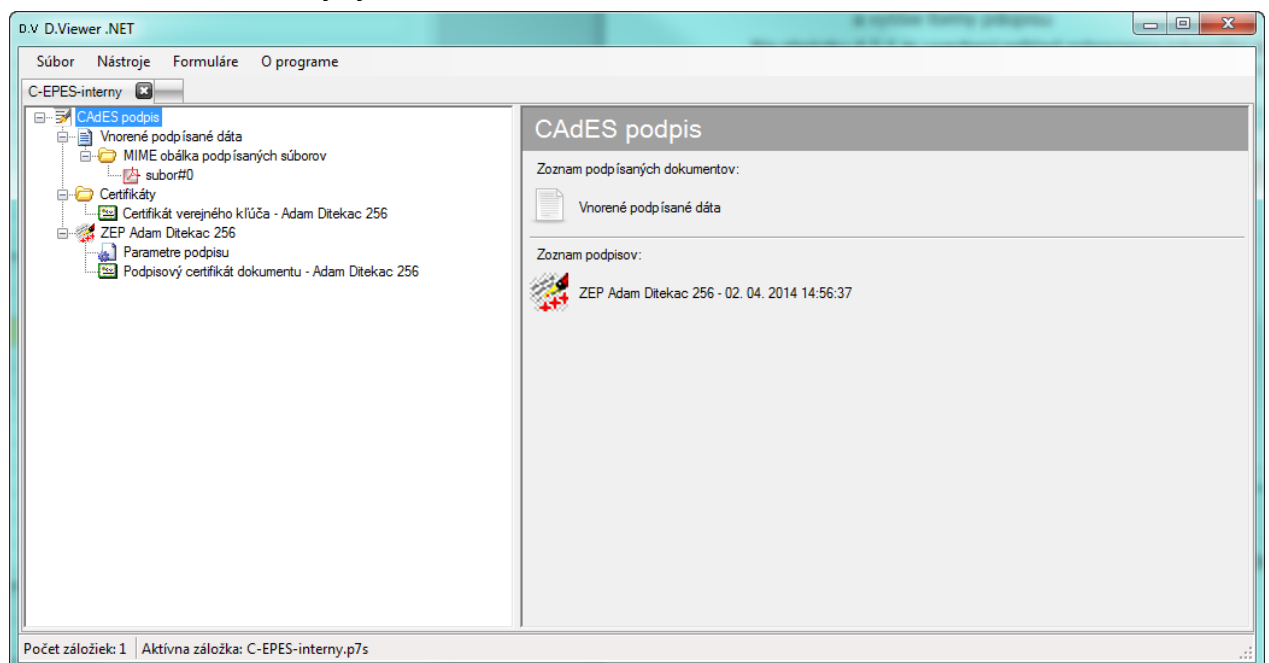 D.V D.Viewer .NET
Súbor Nástroje Formuláre O programe
C-EPES-interny
CAdES podpis
Vnorené podpísané dáta
MIME obálka podpísaných súborov
subor#0
Certifikáty
Certifikát verejného kľúča - Adam Ditekac 256
ZEP Adam Ditekac 256
Parametre podpisu
Podpisový certifikát dokumentu - Adam Ditekac 256
CAdES podpis
Zoznam podpísaných dokumentov:
Vnorené podpísané dáta
Zoznam podpisov:
ZEP Adam Ditekac 256 - 02. 04. 2014 14:56:37
Počet záložiek: 1 Aktívna záložka: C-EPES-interny.p7s